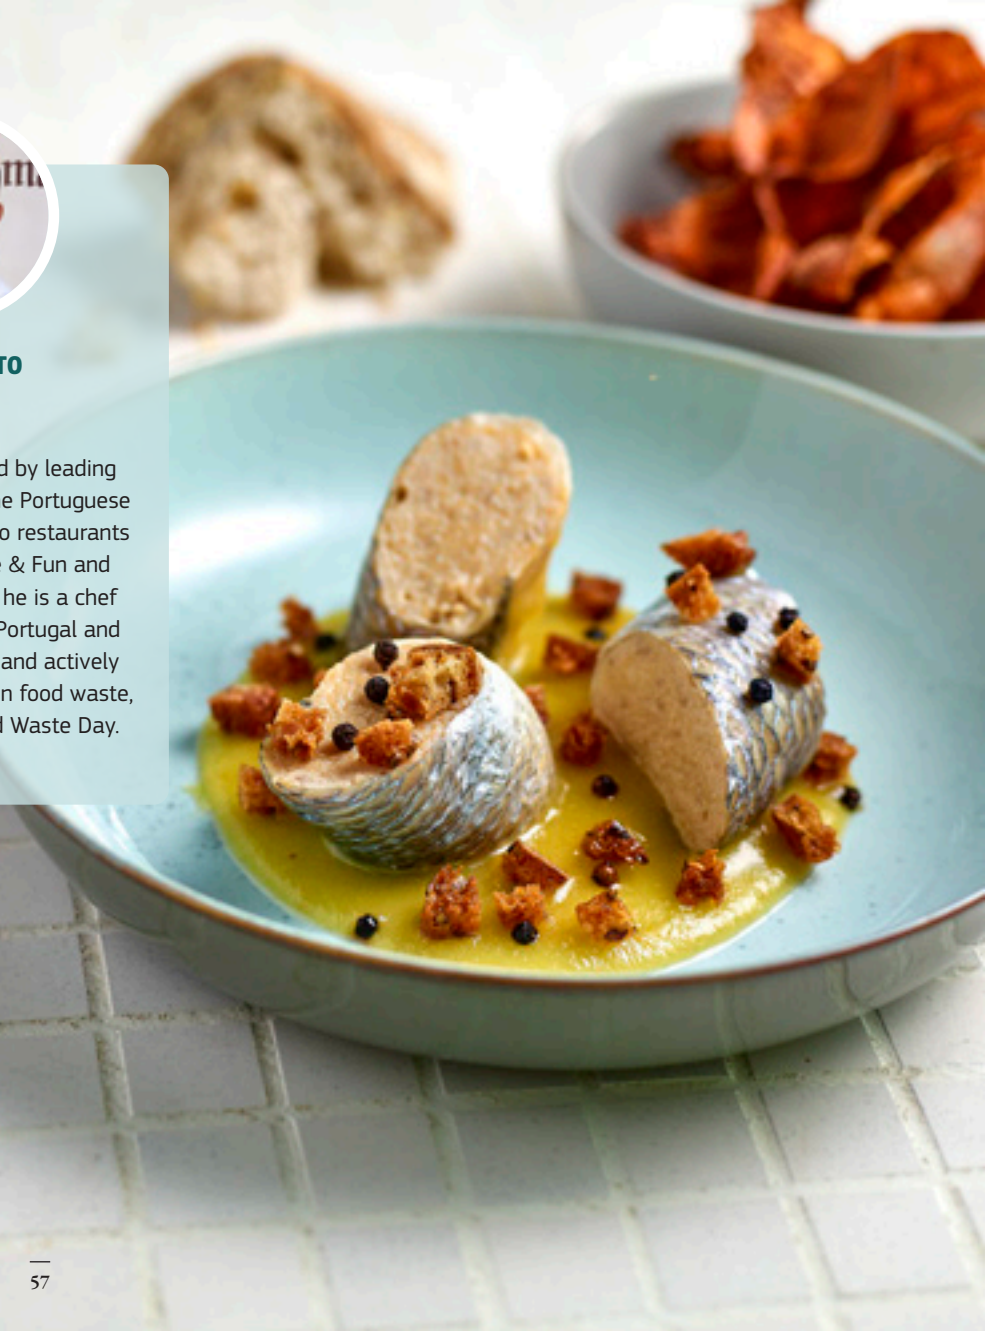 TO
d by leading
e Portuguese
o restaurants
& Fun and
he is a chef
Portugal and
and actively
n food waste,
d Waste Day.
57